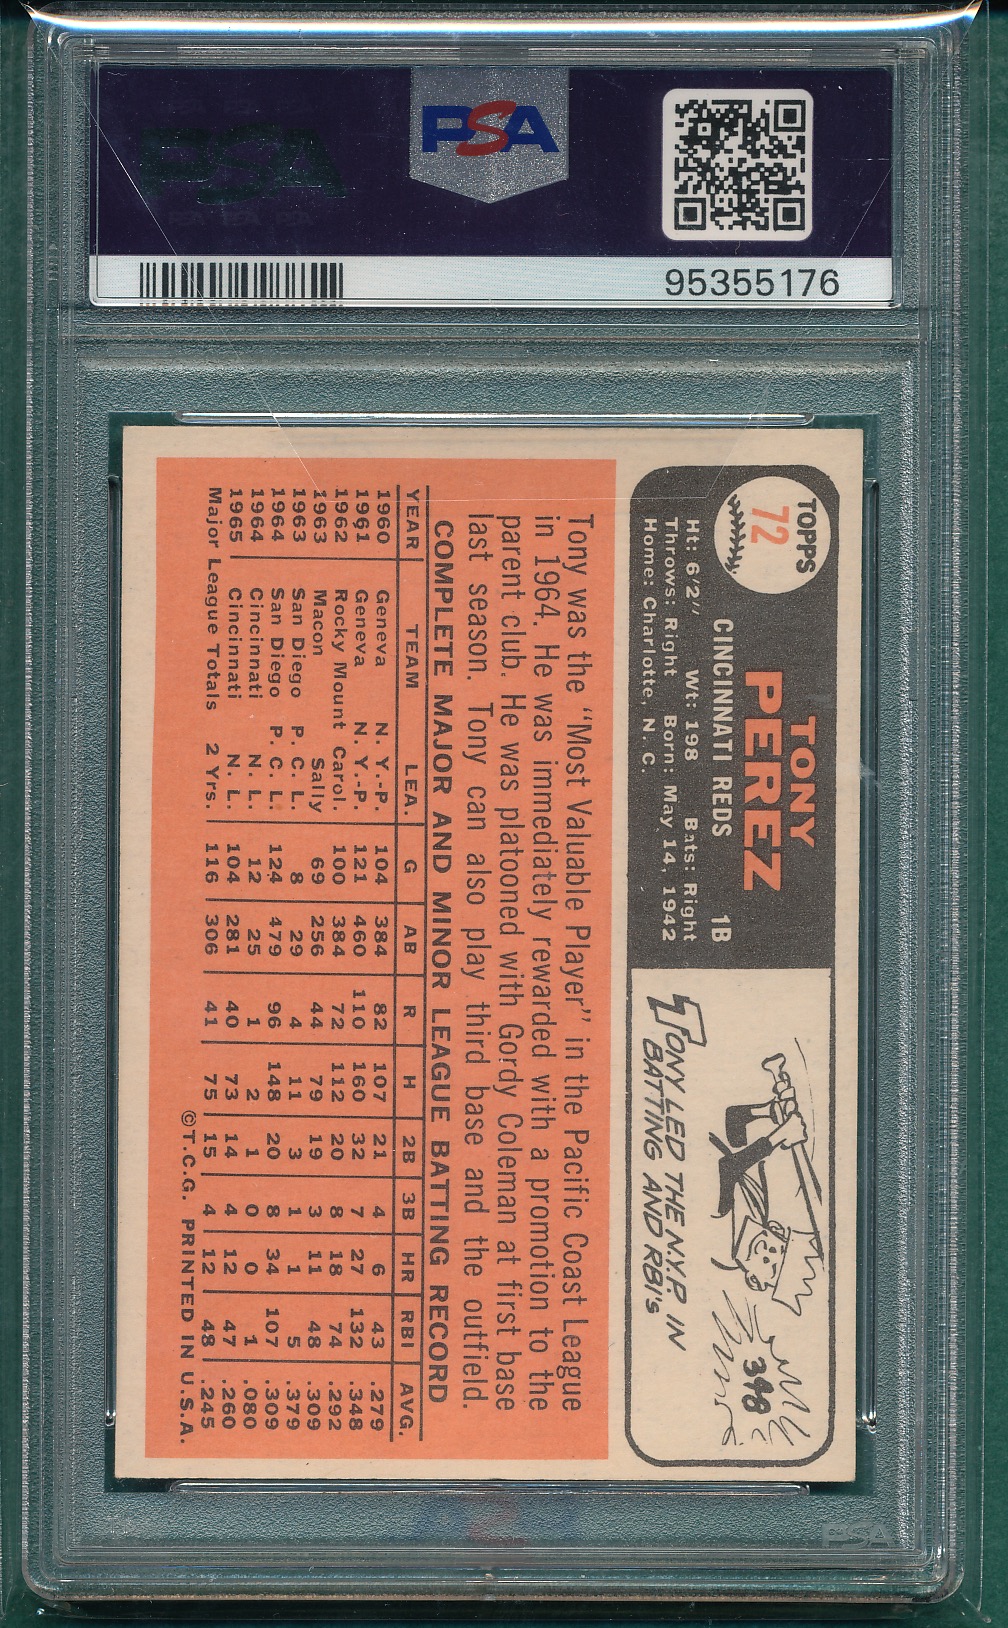 PSA
PSA
95355176
TOPPS
72
TONY
PEREZ
CINCINNATI REDS 1B
Ht: 6'2" Wt: 198 Bats: Right
Throws: Right Born: May 14, 1942
Home: Charlotte, N. C.
348
TONY LED THE N.Y.P. IN
BATTING AND RBI's
Tony was the "Most Valuable Player" in the Pacific Coast League
in 1964. He was immediately rewarded with a promotion to the
parent club. He was platooned with Gordy Coleman at first base
last season. Tony can also play third base and the outfield.
COMPLETE MAJOR AND MINOR LEAGUE BATTING RECORD
YEAR TEAM LEA. G AB R H 2B 3B HR RBI AVG.
1960 Geneva N. Y.-P. 104 384 82 107 21 4 6 43 .279
1961 Geneva N. Y.-P. 121 460 110 160 32 7 27 132 .348
1962 Rocky Mount Carol. 100 384 72 112 20 8 18 74 .292
1963 Macon Sally 69 256 44 79 19 3 11 48 .309
1963 San Diego P. C. L. 8 29 4 11 3 1 1 5 .379
1964 San Diego P. C. L. 124 479 96 148 20 8 34 107 .309
1964 Cincinnati N. L. 12 25 1 2 1 0 0 1 .080
1965 Cincinnati N. L. 104 281 40 73 14 4 12 47 .260
Major League Totals 2 Yrs. 116 306 41 75 15 4 12 48 .245
©T.C.G. PRINTED IN U.S.A.
PSA